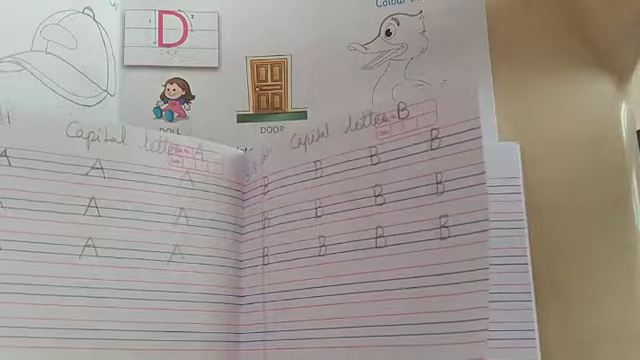 D
DOLL
DOOR
Capital letter A
A A A
A A A
A A
Capital letter B
B B B B
B B B B
B B B B